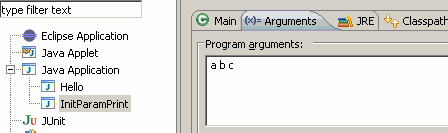 type filter text
Eclipse Application
Java Applet
Java Application
Hello
InitParamPrint
JUnit
Main (x)= Arguments JRE Classpath
Program arguments:
a b c